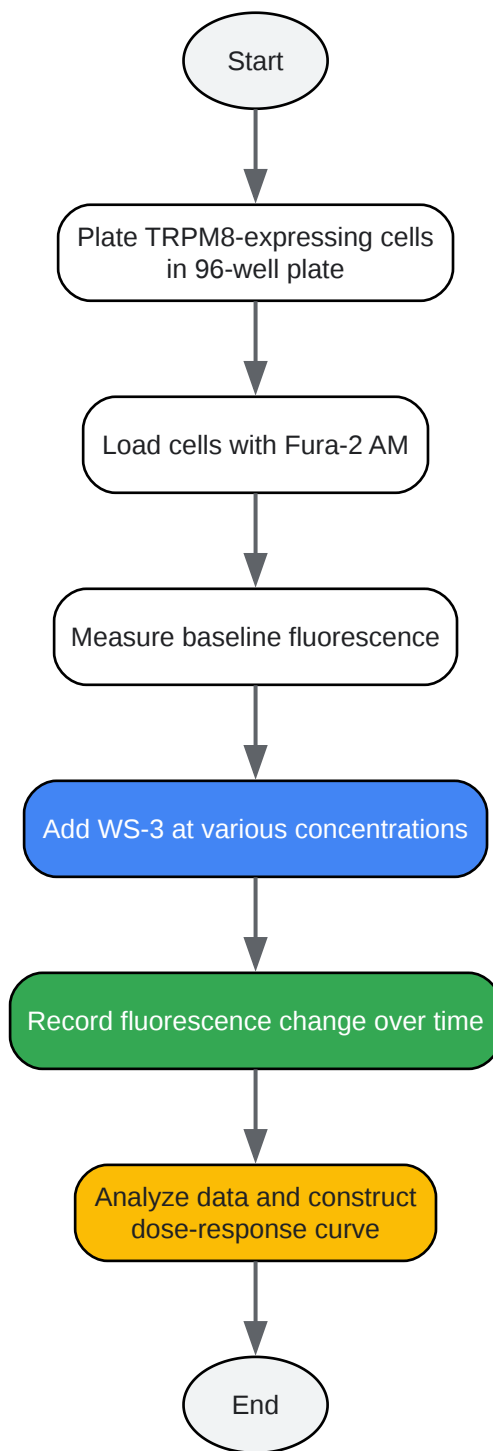 Start
Plate TRPM8-expressing cells
in 96-well plate
Load cells with Fura-2 AM
Measure baseline fluorescence
Add WS-3 at various concentrations
Record fluorescence change over time
Analyze data and construct
dose-response curve
End